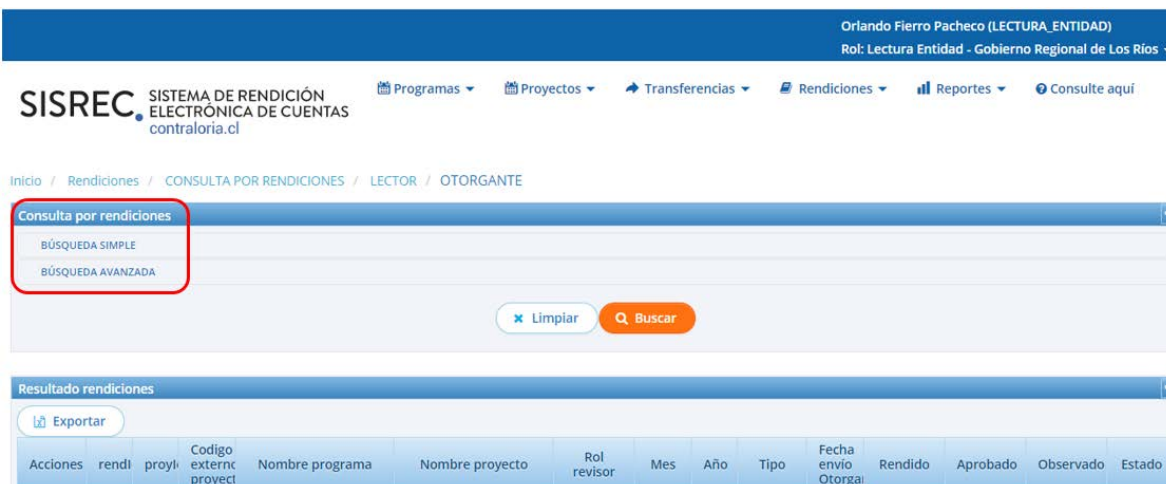 Orlando Fierro Pacheco (LECTURA_ENTIDAD)
Rol: Lectura Entidad - Gobierno Regional de Los Ríos
SISREC. SISTEMA DE RENDICIÓN
ELECTRÓNICA DE CUENTAS
contraloria.cl
Programas Proyectos Transferencias Rendiciones Reportes Consulte aquí
Inicio / Rendiciones / CONSULTA POR RENDICIONES / LECTOR / OTORGANTE
Consulta por rendiciones
BÚSQUEDA SIMPLE
BÚSQUEDA AVANZADA
Limpiar Buscar
Resultado rendiciones
Exportar
Acciones Codigo Nombre programa Nombre proyecto Rol revisor Mes Año Tipo Fecha envío Rendido Aprobado Observado Estado